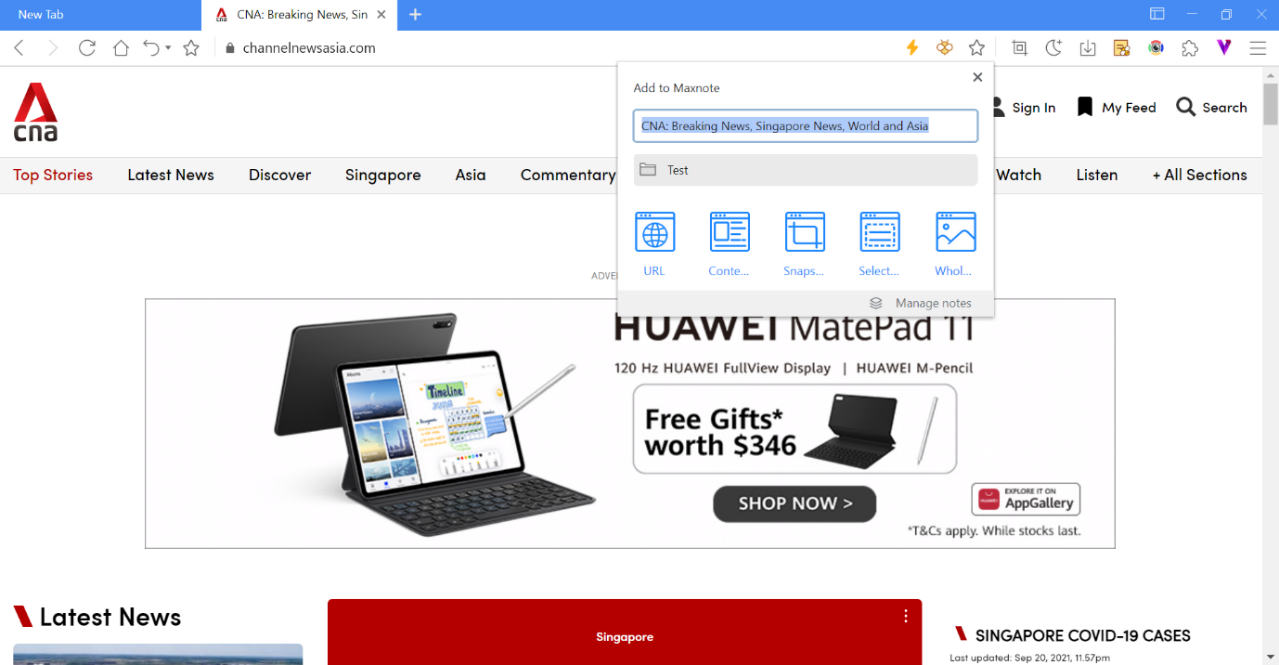 New Tab
CNA: Breaking News, Sin
channelnewsasia.com
Add to Maxnote
CNA: Breaking News, Singapore News, World and Asia
Test
URL
Conte...
Snaps...
Select...
Whol...
Manage notes
cna
Sign In
My Feed
Search
Top Stories
Latest News
Discover
Singapore
Asia
Commentary
Watch
Listen
+ All Sections
ADVE
HUAWEI MatePad 11
120 Hz HUAWEI FullView Display | HUAWEI M-Pencil
Timeline
Free Gifts*
worth $346
SHOP NOW >
EXPLORE IT ON
AppGallery
*T&Cs apply. While stocks last.
Latest News
Singapore
SINGAPORE COVID-19 CASES
Last updated: Sep 20, 2021, 11.57pm